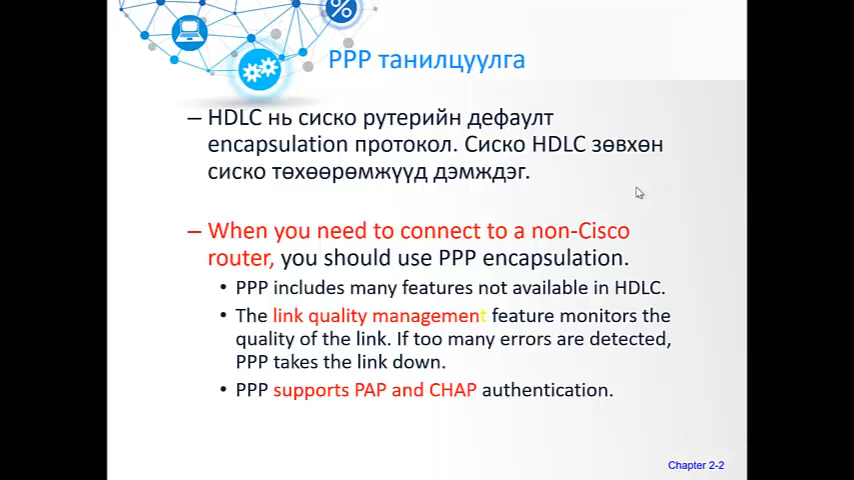 %
PPP танилцуулга
– HDLC нь сиско рутерийн дефаулт
encapsulation протокол. Сиско HDLC зөвхөн
сиско төхөөрөмжүүд дэмждэг.
– When you need to connect to a non-Cisco
router, you should use PPP encapsulation.
• PPP includes many features not available in HDLC.
• The link quality management feature monitors the
quality of the link. If too many errors are detected,
PPP takes the link down.
• PPP supports PAP and CHAP authentication.
Chapter 2-2